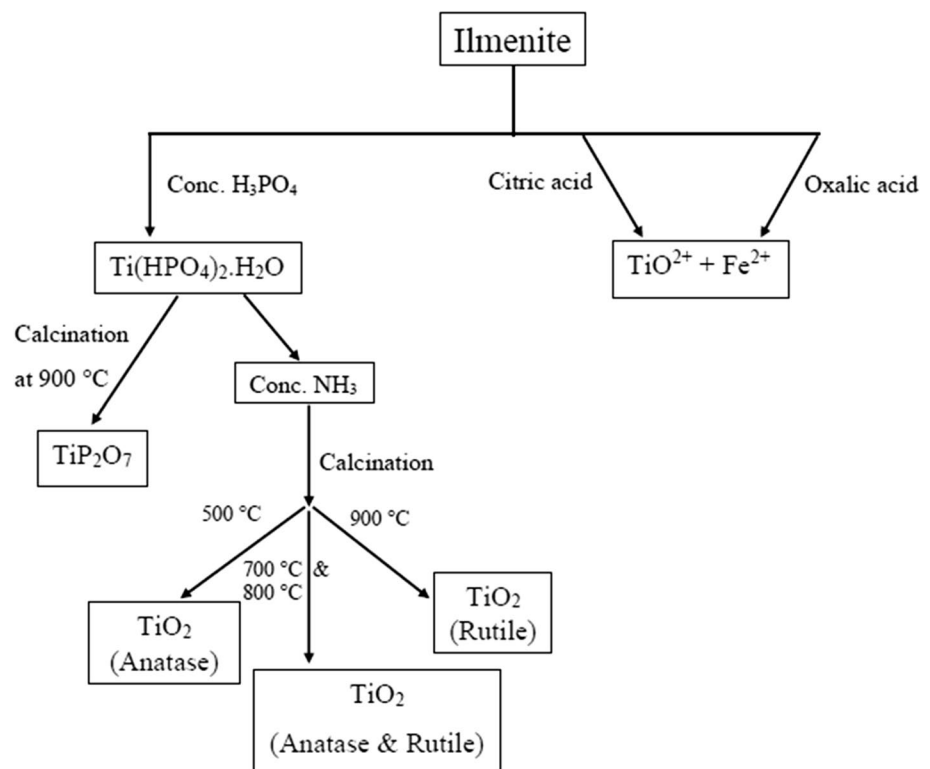 Ilmenite
Conc. H₃PO₄
Citric acid
Oxalic acid
Ti(HPO₄)₂.H₂O
TiO²⁺ + Fe²⁺
Calcination
at 900 °C
Conc. NH₃
TiP₂O₇
Calcination
500 °C
900 °C
700 °C &
800 °C
TiO₂
(Anatase)
TiO₂
(Rutile)
TiO₂
(Anatase & Rutile)